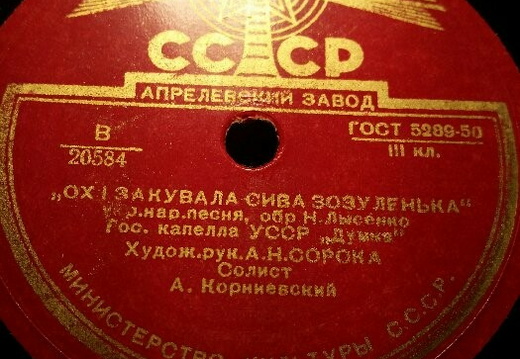 СССР
АПРЕЛЕВСКИЙ ЗАВОД
В
20584
ГОСТ 5289-50
III кл.
„ОХ І ЗАКУВАЛА СИВА ЗОЗУЛЕНЬКА“
Укр.нар.песня, обр Н.Лысенко
Гос. капелла УССР „Думка"
Худож.рук.А.Н.СОРОКА
Солист
А. Корниевский
МИНИСТЕРСТВО КУЛЬТУРЫ С.С.С.Р.